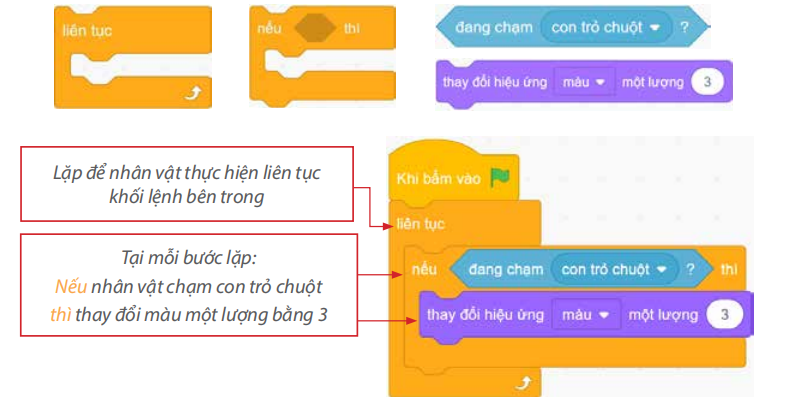 liên tục
nếu thì
đang chạm con trỏ chuột ?
thay đổi hiệu ứng màu một lượng 3
Lặp để nhân vật thực hiện liên tục
khối lệnh bên trong
Tại mỗi bước lặp:
Nếu nhân vật chạm con trỏ chuột
thì thay đổi màu một lượng bằng 3
Khi bấm vào
liên tục
nếu đang chạm con trỏ chuột ? thì
thay đổi hiệu ứng màu một lượng 3